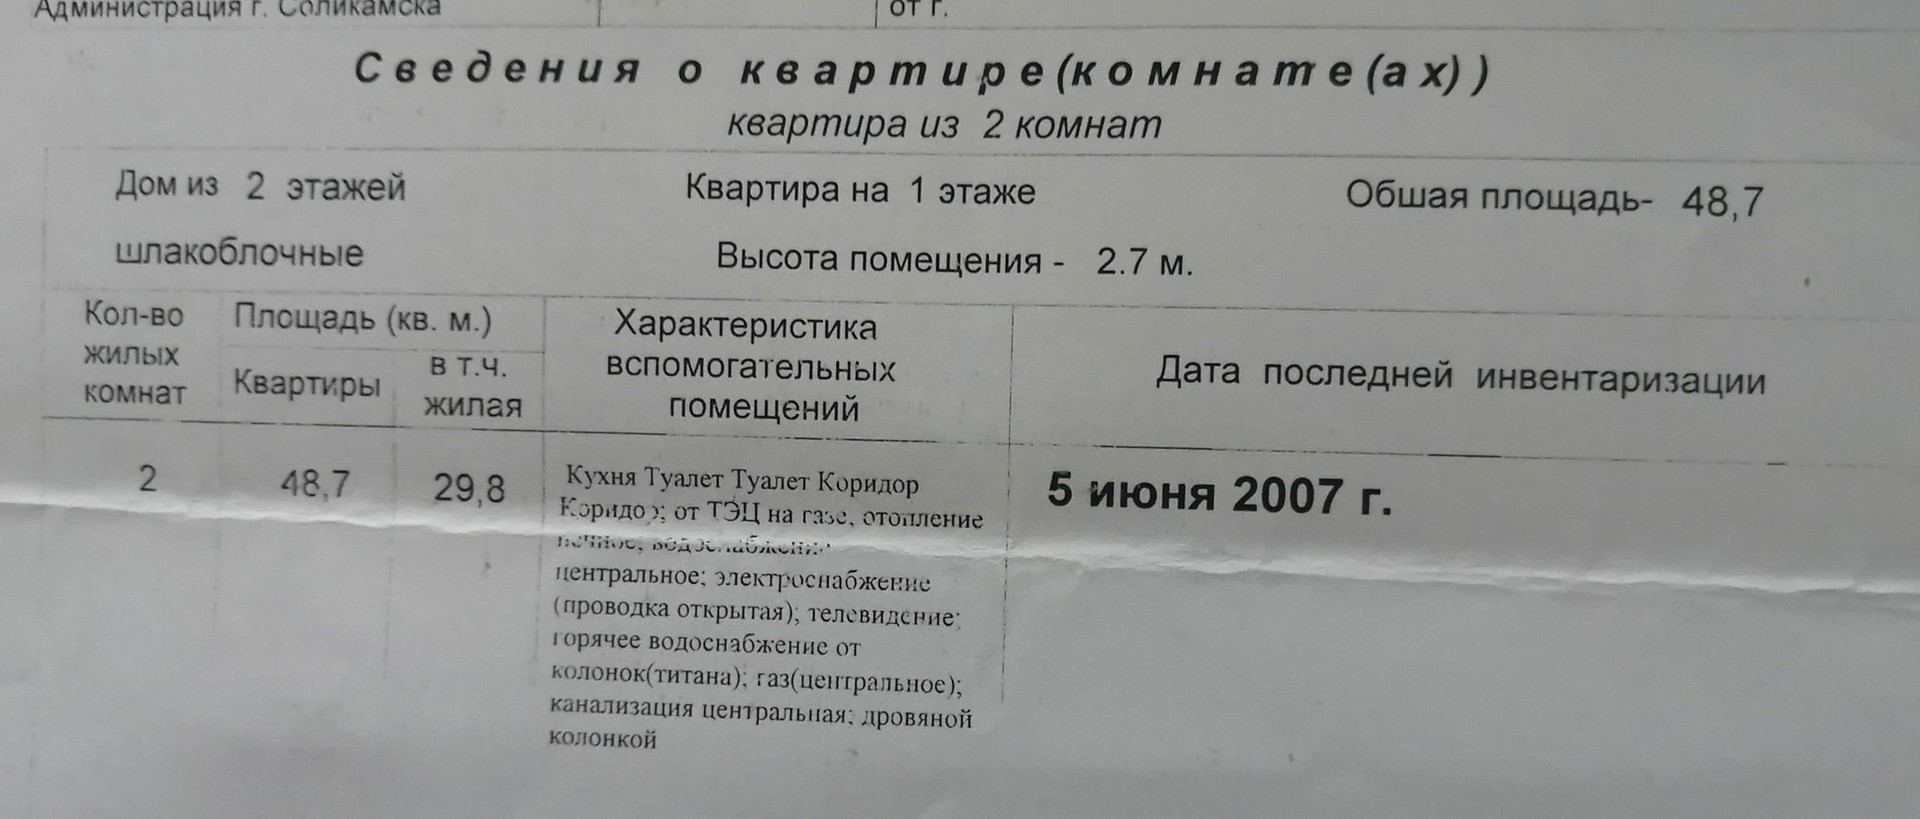 Администрация г. Соликамска от г.
Сведения о квартире(комнате(ах))
квартира из 2 комнат
Дом из 2 этажей Квартира на 1 этаже Обшая площадь- 48,7
шлакоблочные Высота помещения - 2.7 м.
Кол-во жилых комнат
Площадь (кв. м.)
Квартиры
в т.ч. жилая
Характеристика
вспомогательных
помещений
Дата последней инвентаризации
2 48,7 29,8
Кухня Туалет Туалет Коридор
Коридор; от ТЭЦ на газе, отопление
печное, водоснабжение
центральное; электроснабжение
(проводка открытая); телевидение;
горячее водоснабжение от
колонок(титана); газ(центральное);
канализация центральная; дровяной
колонкой
5 июня 2007 г.